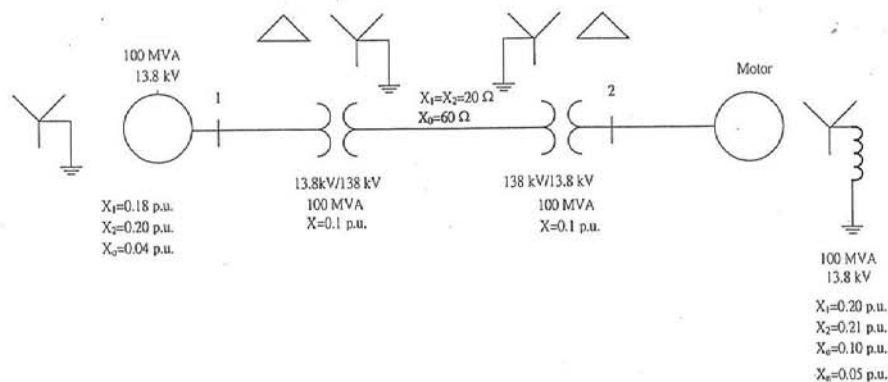 100 MVA
13.8 kV
1
X₁=X₂=20 Ω
X₀=60 Ω
2
Motor
13.8kV/138 kV
100 MVA
X=0.1 p.u.
138 kV/13.8 kV
100 MVA
X=0.1 p.u.
X₁=0.18 p.u.
X₂=0.20 p.u.
X₀=0.04 p.u.
100 MVA
13.8 kV
X₁=0.20 p.u.
X₂=0.21 p.u.
X₀=0.10 p.u.
X₀=0.05 p.u.